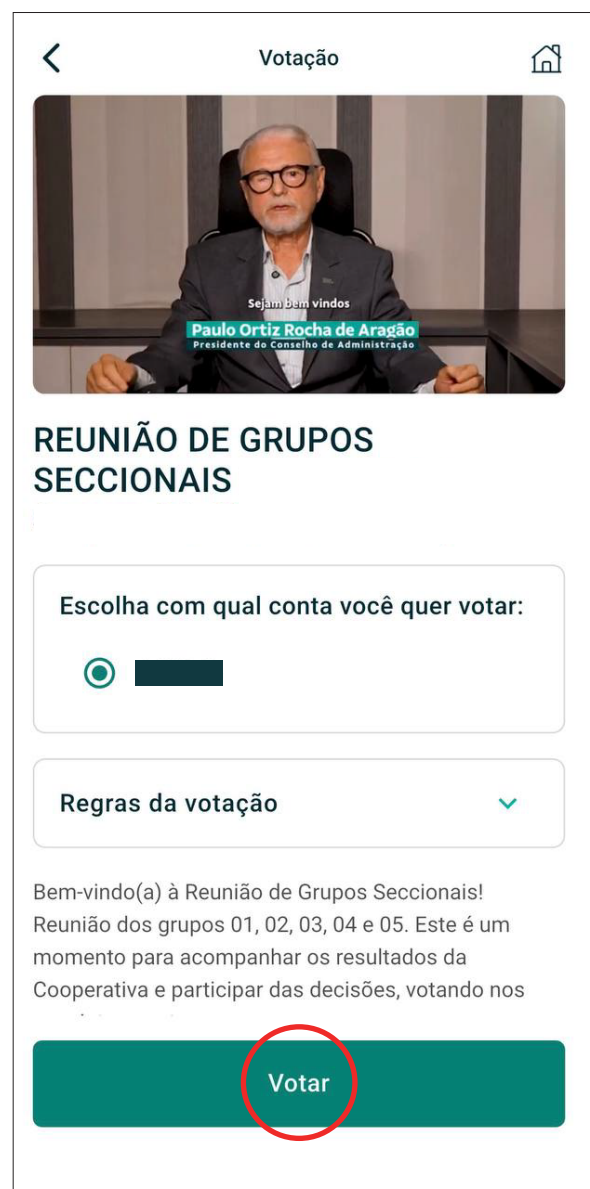 Votação
Sejam bem vindos
Paulo Ortiz Rocha de Aragão
Presidente do Conselho de Administração
REUNIÃO DE GRUPOS
SECCIONAIS
Escolha com qual conta você quer votar:
Regras da votação
Bem-vindo(a) à Reunião de Grupos Seccionais!
Reunião dos grupos 01, 02, 03, 04 e 05. Este é um
momento para acompanhar os resultados da
Cooperativa e participar das decisões, votando nos
Votar